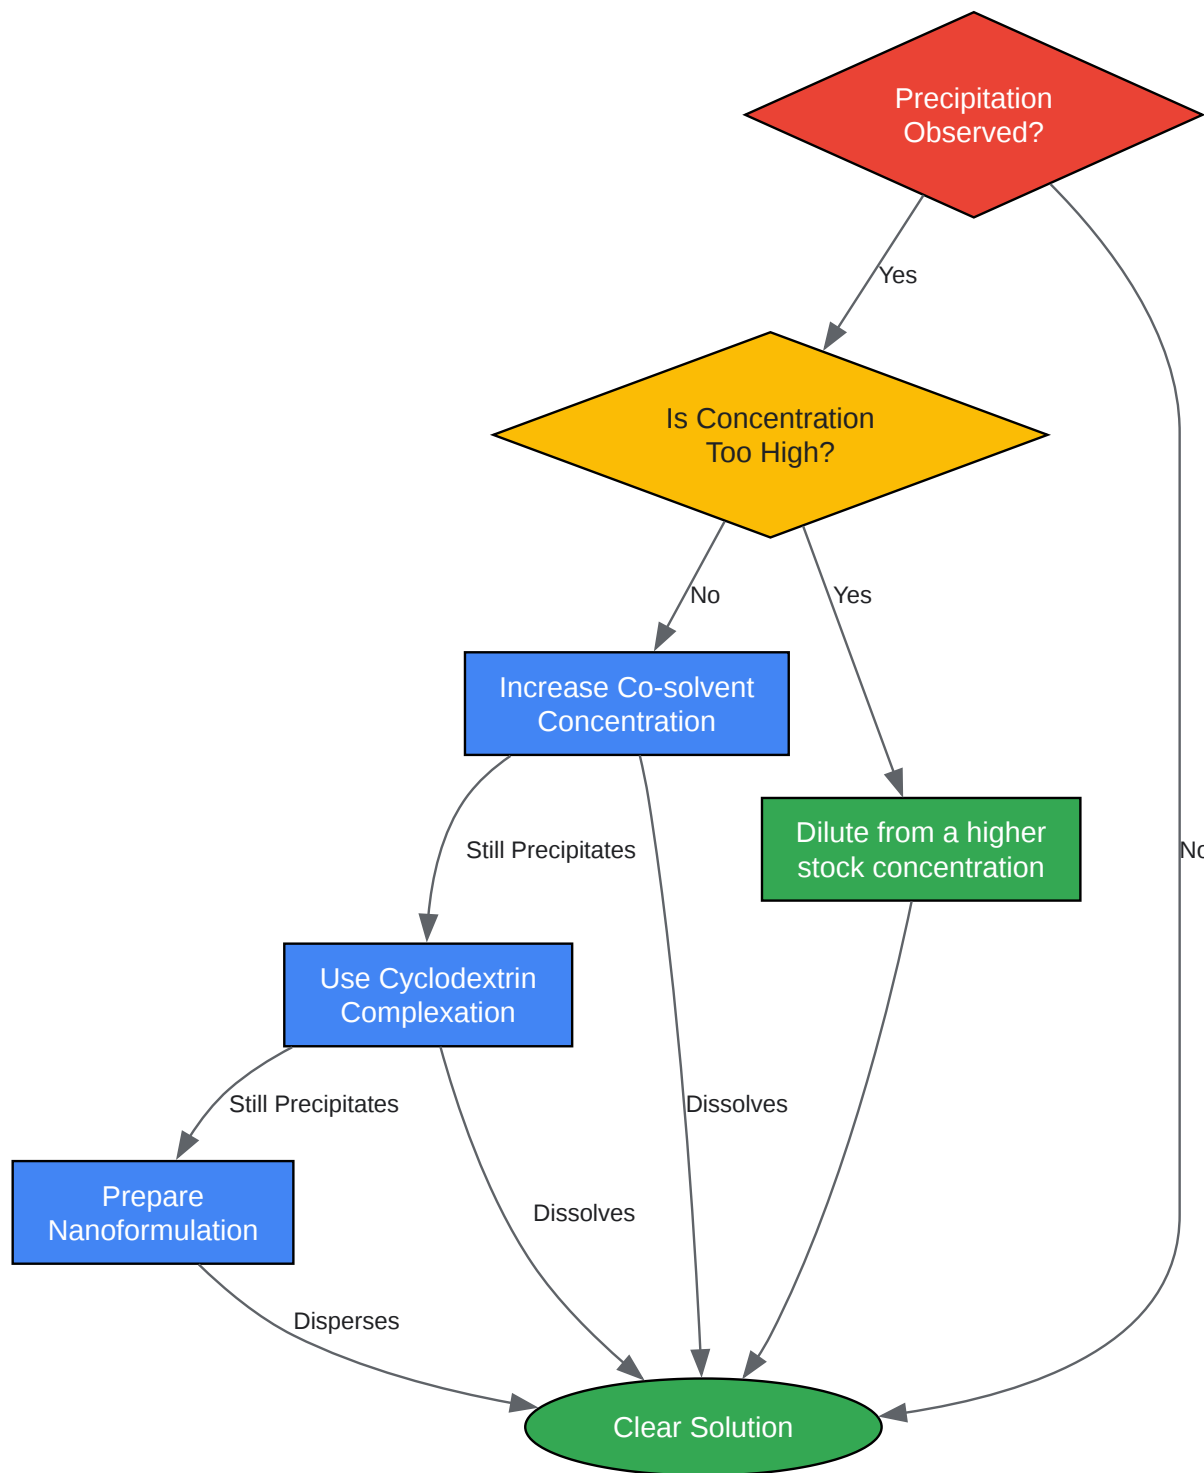 Precipitation
Observed?
Yes
Is Concentration
Too High?
No
Yes
Increase Co-solvent
Concentration
Dilute from a higher
stock concentration
Still Precipitates
No
Use Cyclodextrin
Complexation
Still Precipitates
Dissolves
Prepare
Nanoformulation
Dissolves
Disperses
Clear Solution